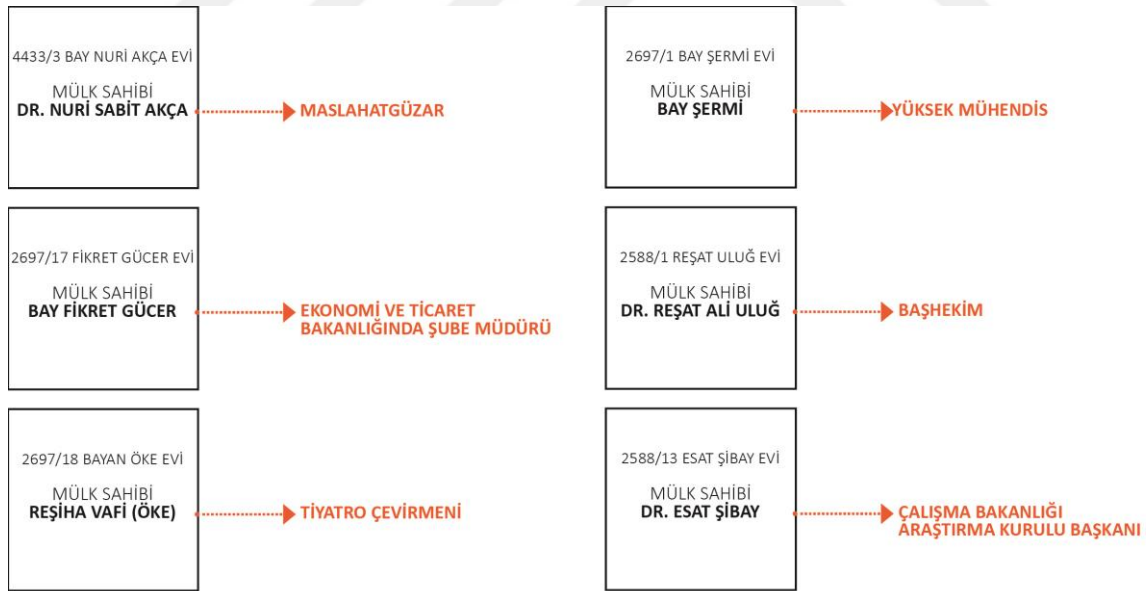 4433/3 BAY NURİ AKÇA EVİ
MÜLK SAHİBİ
DR. NURİ SABİT AKÇA
MASLAHATGÜZAR
2697/1 BAY ŞERMİ EVİ
MÜLK SAHİBİ
BAY ŞERMİ
YÜKSEK MÜHENDİS
2697/17 FİKRET GÜCER EVİ
MÜLK SAHİBİ
BAY FİKRET GÜCER
EKONOMİ VE TİCARET
BAKANLIĞINDA ŞUBE MÜDÜRÜ
2588/1 REŞAT ULUĞ EVİ
MÜLK SAHİBİ
DR. REŞAT ALİ ULUĞ
BAŞHEKİM
2697/18 BAYAN ÖKE EVİ
MÜLK SAHİBİ
REŞİHA VAFİ (ÖKE)
TİYATRO ÇEVİRMENİ
2588/13 ESAT ŞİBAY EVİ
MÜLK SAHİBİ
DR. ESAT ŞİBAY
ÇALIŞMA BAKANLIĞI
ARAŞTIRMA KURULU BAŞKANI